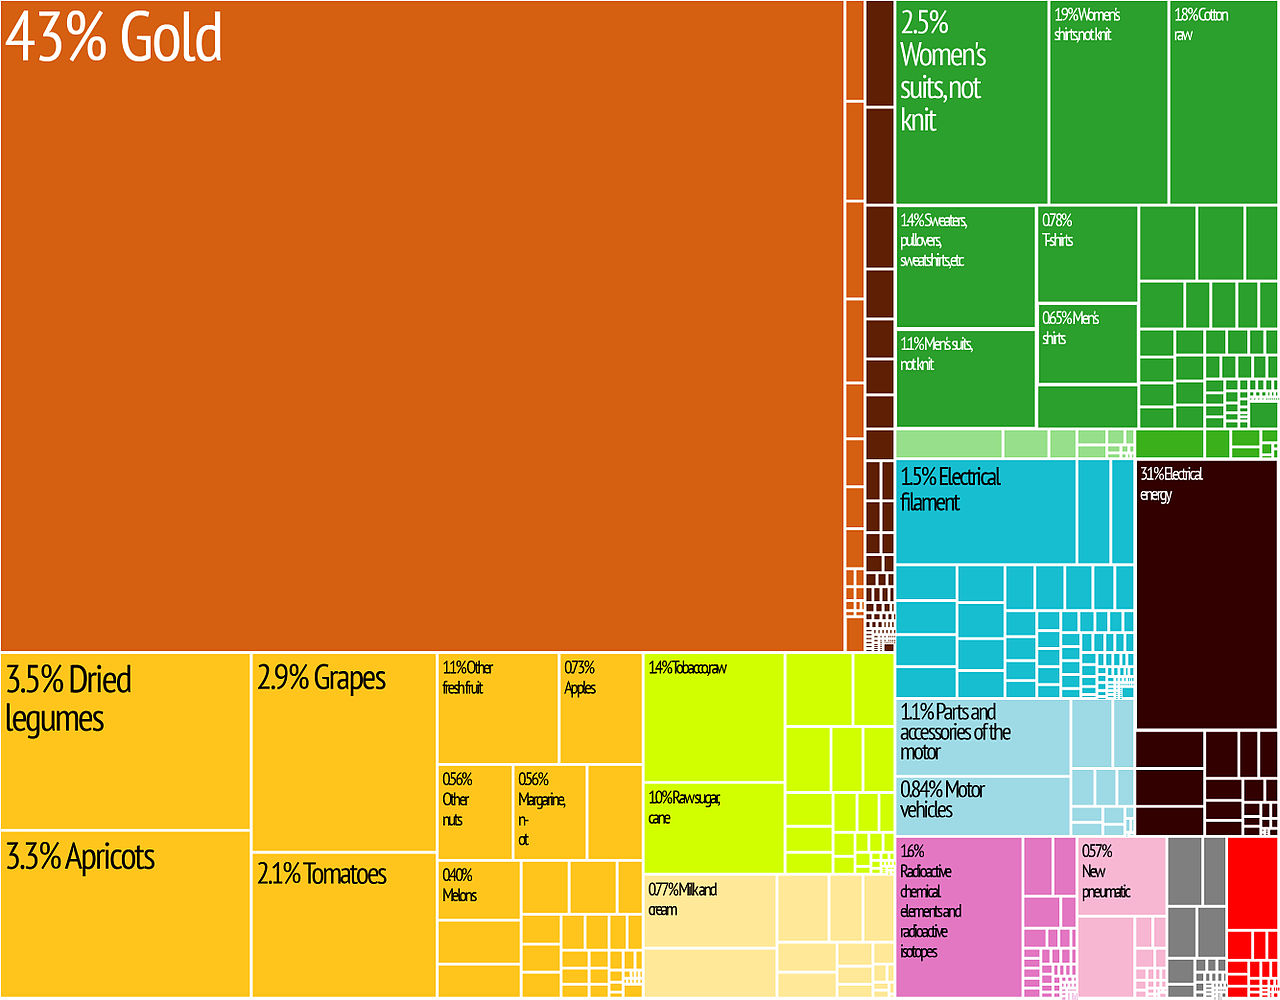 43% Gold
2.5%
Women's
suits, not
knit
1.9% Women's
shirts, not knit
1.8% Cotton
raw
1.4% Sweaters,
pullovers,
sweatshirts, etc
0.78%
T-shirts
0.65% Men's
shirts
1.1% Men's suits,
not knit
1.5% Electrical
filament
3.1% Electrical
energy
3.5% Dried
legumes
2.9% Grapes
1.1% Other
fresh fruit
0.73%
Apples
1.4% Tobacco, raw
1.1% Parts and
accessories of the
motor
0.56%
Other
nuts
0.56%
Margarine,
n-
ot
1.0% Raw sugar,
cane
0.84% Motor
vehicles
3.3% Apricots
2.1% Tomatoes
0.40%
Melons
0.77% Milk and
cream
1.6%
Radioactive
chemical
elements and
radioactive
isotopes
0.57%
New
pneumatic